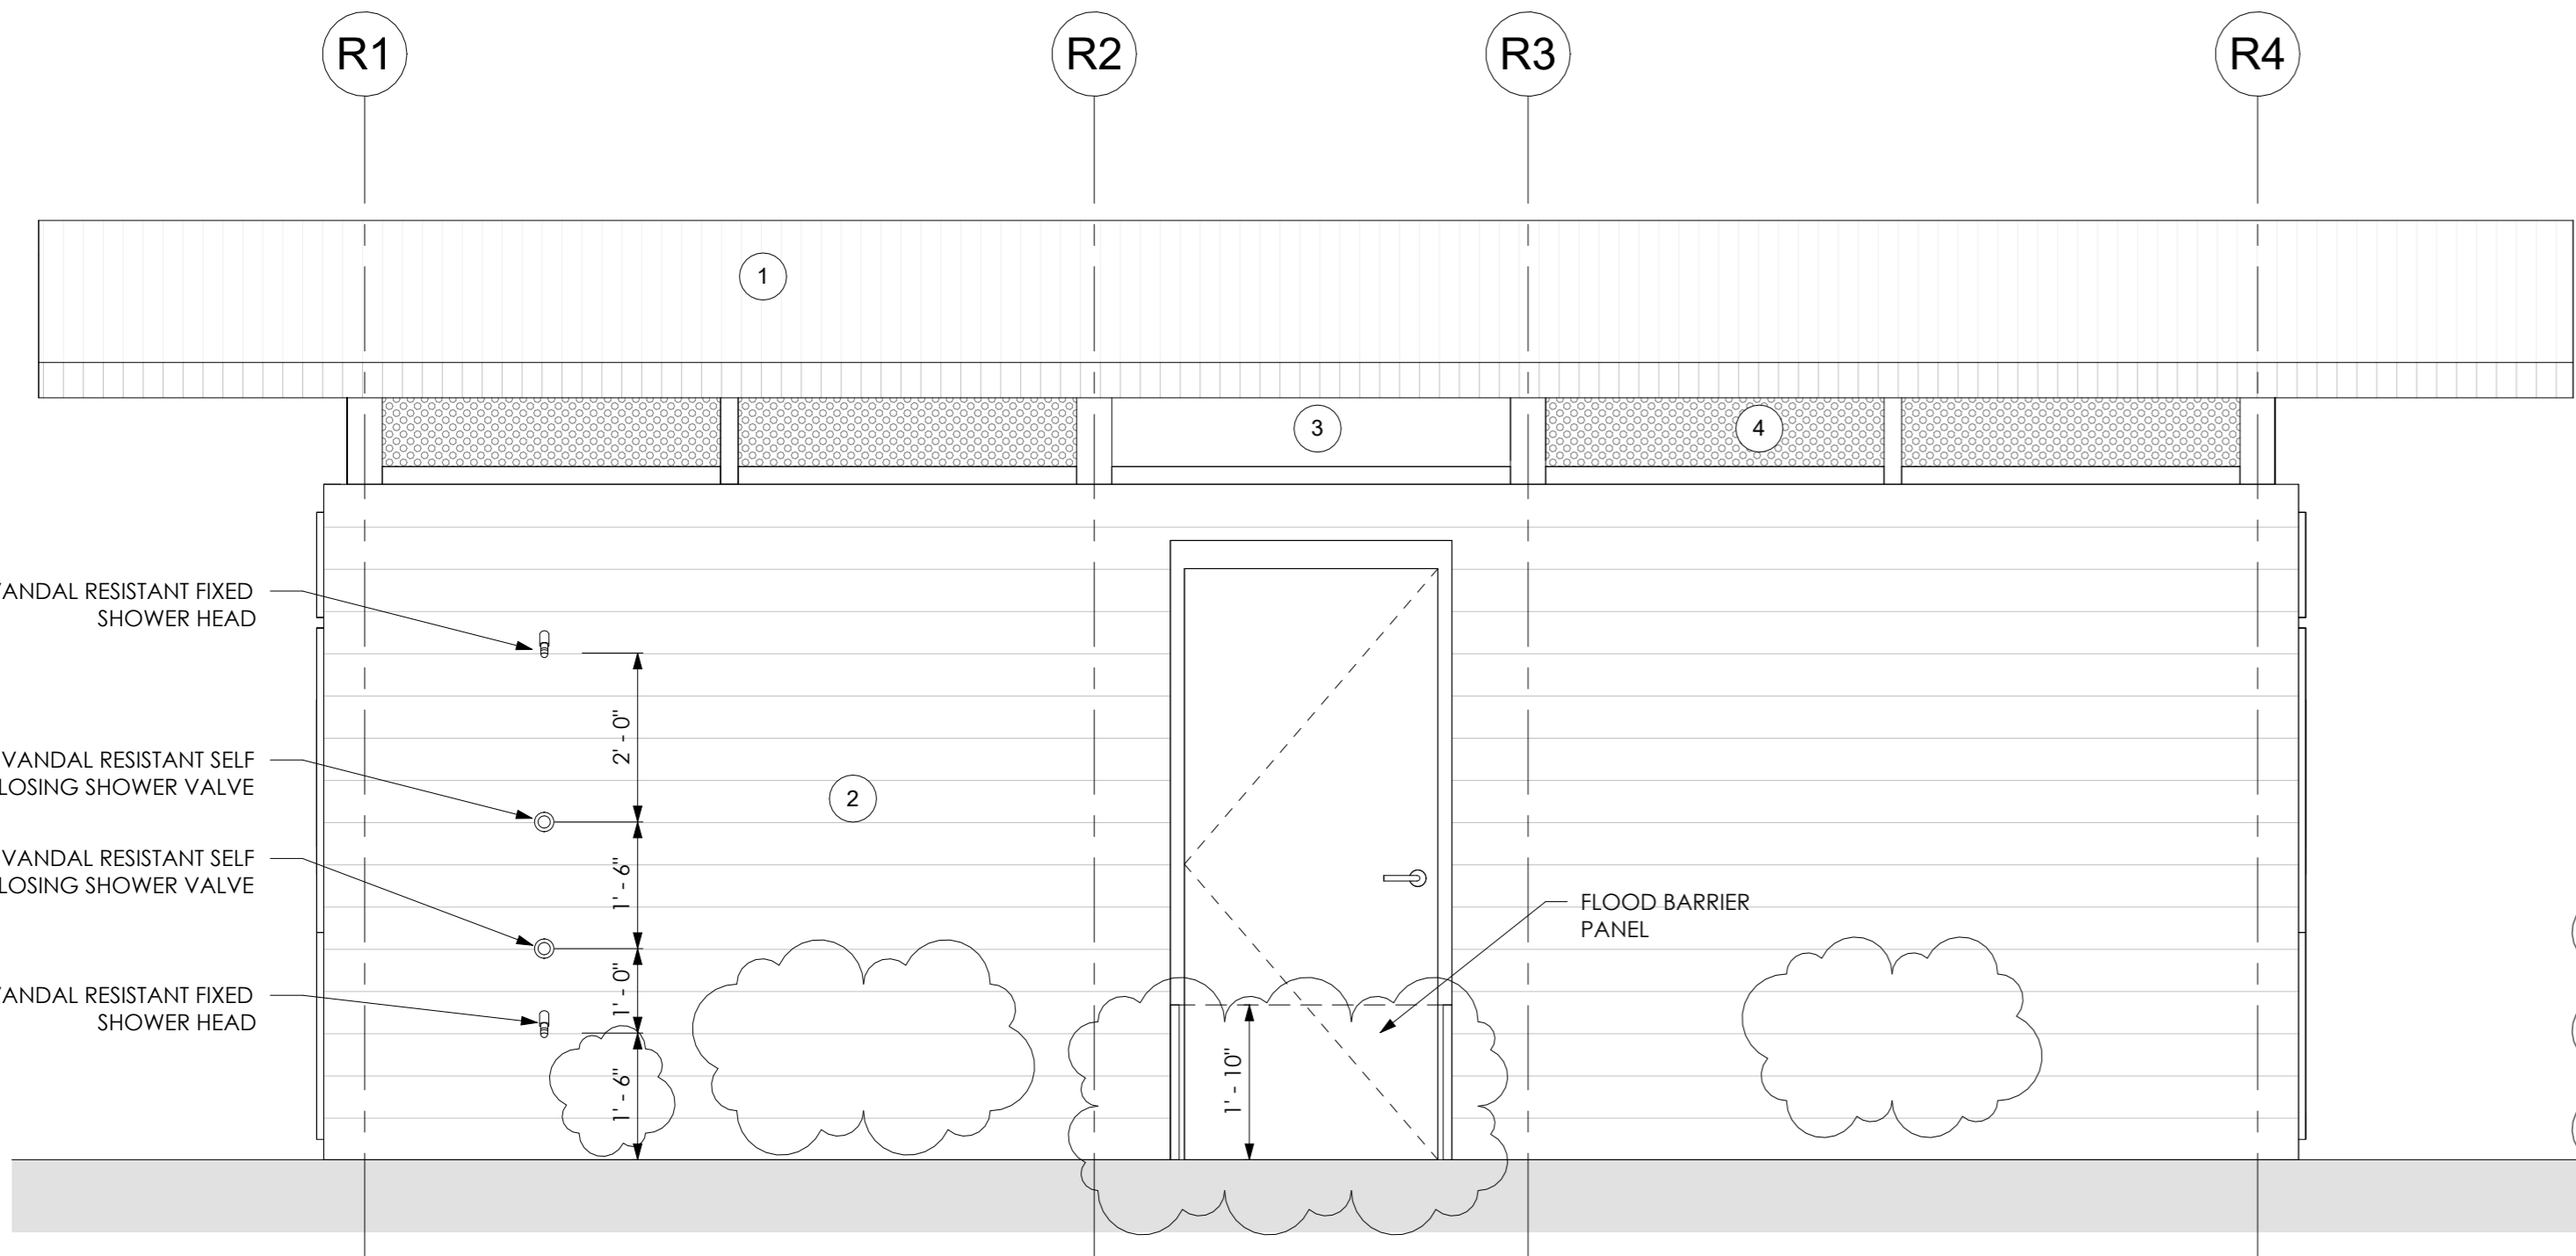 R1
R2
R3
R4
1
3
4
VANDAL RESISTANT FIXED
SHOWER HEAD
2' - 0"
VANDAL RESISTANT SELF
LOSING SHOWER VALVE
2
1' - 6"
VANDAL RESISTANT SELF
LOSING SHOWER VALVE
FLOOD BARRIER
PANEL
1' - 0"
VANDAL RESISTANT FIXED
SHOWER HEAD
1' - 6"
1' - 10"